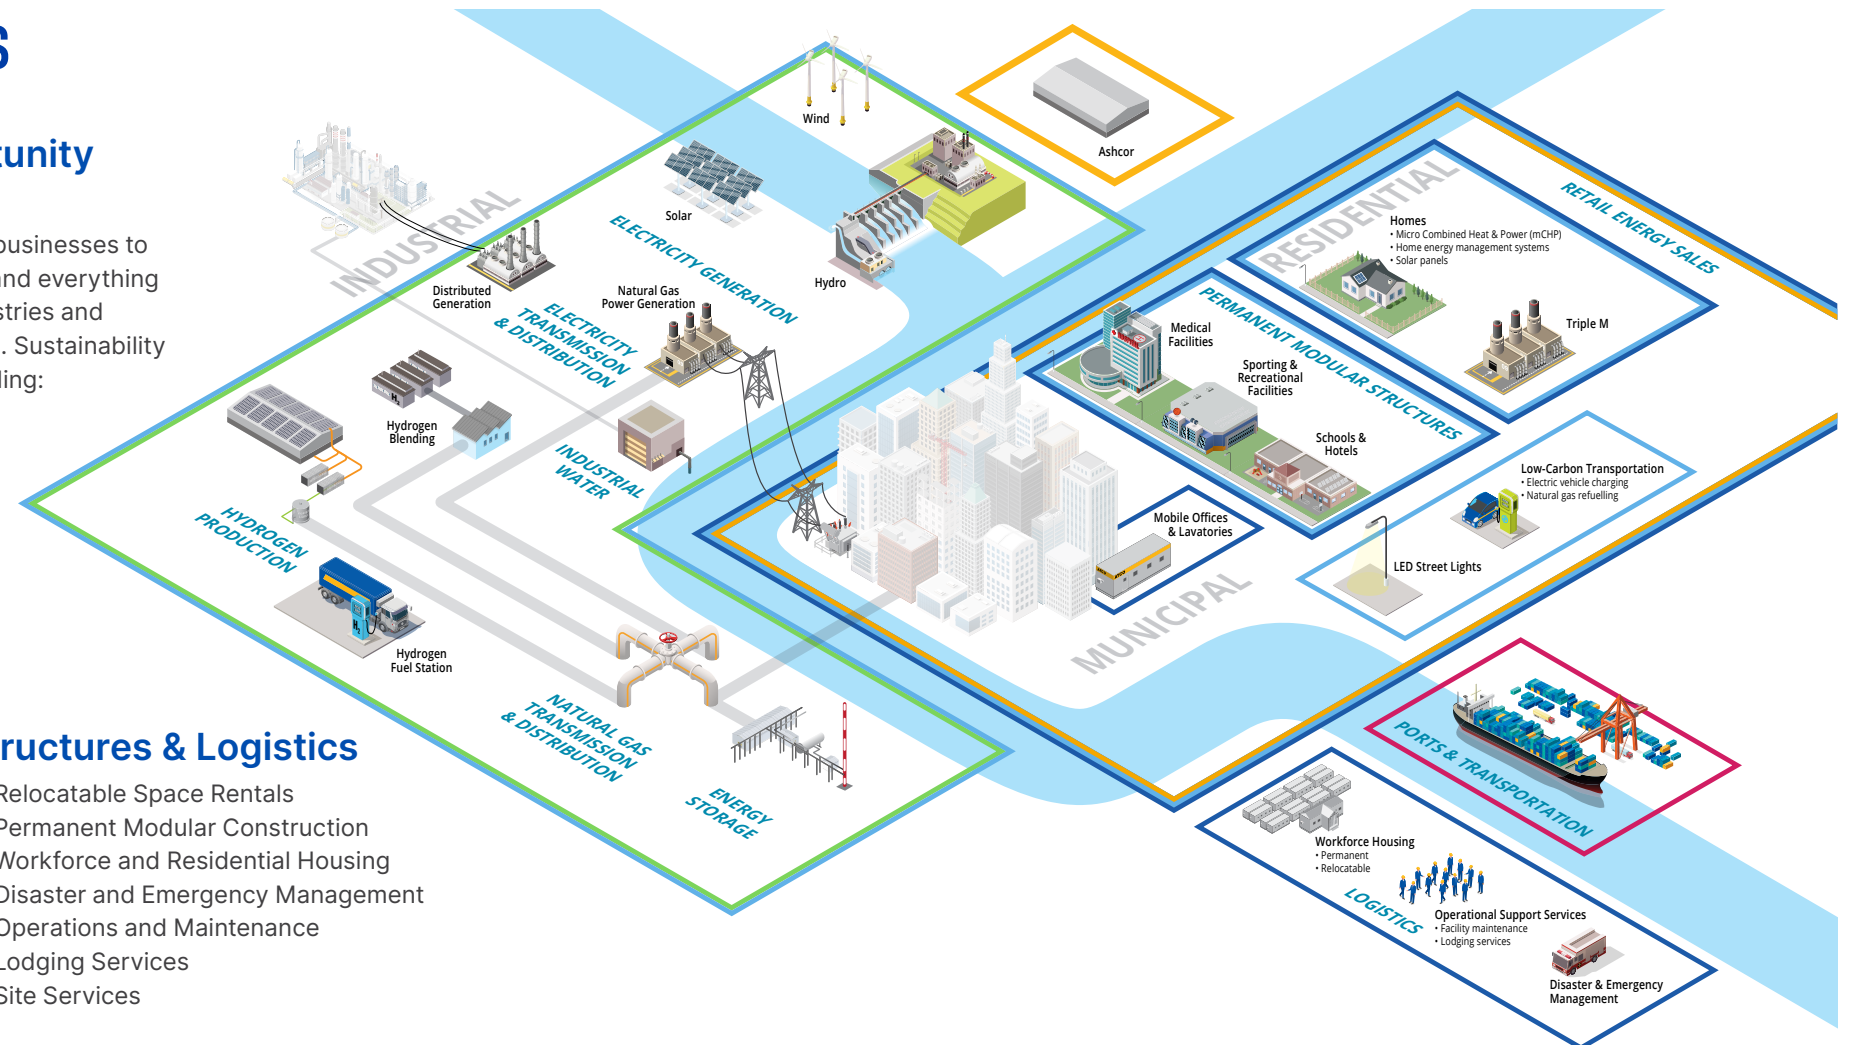 S
tunity
businesses to
and everything
stries and
. Sustainability
ding:
ructures & Logistics
Relocatable Space Rentals
Permanent Modular Construction
Workforce and Residential Housing
Disaster and Emergency Management
Operations and Maintenance
Lodging Services
Site Services
INDUSTRIAL
Wind
Solar
Hydro
ELECTRICITY GENERATION
Distributed
Generation
Natural Gas
Power Generation
ELECTRICITY
TRANSMISSION
& DISTRIBUTION
Hydrogen
Blending
H2
INDUSTRIAL
WATER
HYDROGEN
PRODUCTION
H2
Hydrogen
Fuel Station
NATURAL GAS
TRANSMISSION
& DISTRIBUTION
ENERGY
STORAGE
Ashcor
RETAIL ENERGY SALES
RESIDENTIAL
Homes
• Micro Combined Heat & Power (mCHP)
• Home energy management systems
• Solar panels
Triple M
PERMANENT MODULAR STRUCTURES
Medical
Facilities
Sporting &
Recreational
Facilities
Schools &
Hotels
Mobile Offices
& Lavatories
MUNICIPAL
Low-Carbon Transportation
• Electric vehicle charging
• Natural gas refuelling
LED Street Lights
PORTS & TRANSPORTATION
Workforce Housing
• Permanent
• Relocatable
LOGISTICS
Operational Support Services
• Facility maintenance
• Lodging services
Disaster & Emergency
Management